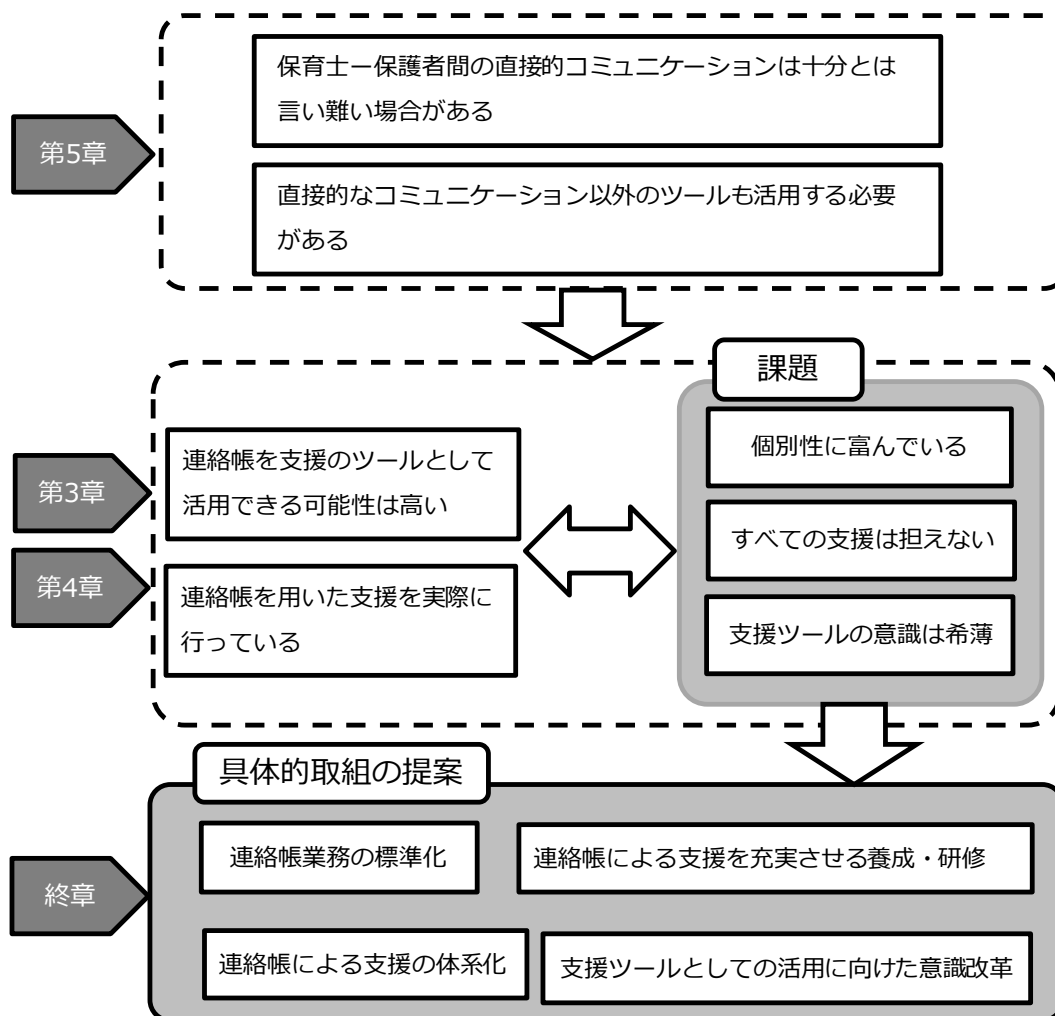 第5章
保育士ー保護者間の直接的コミュニケーションは十分とは
言い難い場合がある
直接的なコミュニケーション以外のツールも活用する必要
がある
第3章
第4章
連絡帳を支援のツールとして
活用できる可能性は高い
連絡帳を用いた支援を実際に
行っている
課題
個別性に富んでいる
すべての支援は担えない
支援ツールの意識は希薄
終章
具体的取組の提案
連絡帳業務の標準化
連絡帳による支援を充実させる養成・研修
連絡帳による支援の体系化
支援ツールとしての活用に向けた意識改革